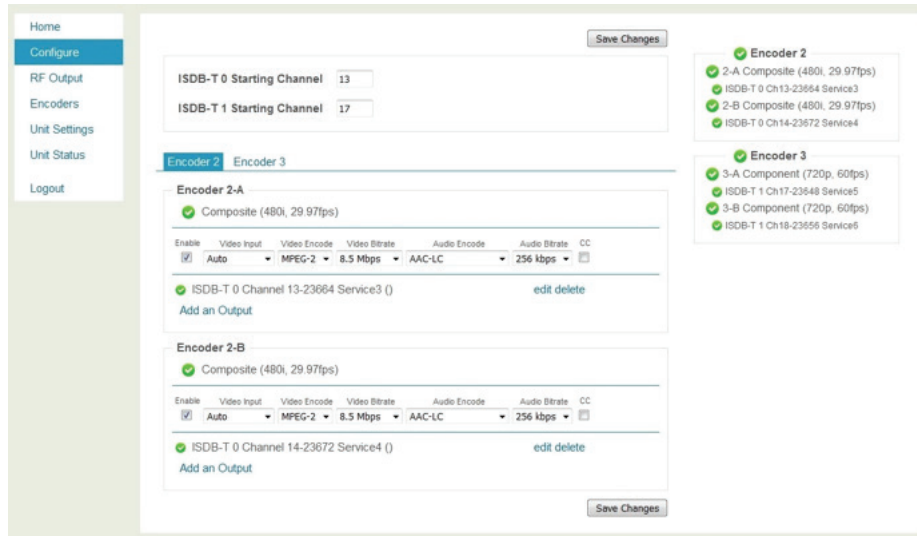 Home
Configure
RF Output
Encoders
Unit Settings
Unit Status
Logout
Save Changes
ISDB-T 0 Starting Channel 13
ISDB-T 1 Starting Channel 17
Encoder 2 Encoder 3
Encoder 2-A
Composite (480i, 29.97fps)
Enable Video Input Video Encode Video Bitrate Audio Encode Audio Bitrate CC
Auto MPEG-2 8.5 Mbps AAC-LC 256 kbps
ISDB-T 0 Channel 13-23664 Service3 () edit delete
Add an Output
Encoder 2-B
Composite (480i, 29.97fps)
Enable Video Input Video Encode Video Bitrate Audio Encode Audio Bitrate CC
Auto MPEG-2 8.5 Mbps AAC-LC 256 kbps
ISDB-T 0 Channel 14-23672 Service4 () edit delete
Add an Output
Save Changes
Encoder 2
2-A Composite (480i, 29.97fps)
ISDB-T 0 Ch13-23664 Service3
2-B Composite (480i, 29.97fps)
ISDB-T 0 Ch14-23672 Service4
Encoder 3
3-A Component (720p, 60fps)
ISDB-T 1 Ch17-23648 Service5
3-B Component (720p, 60fps)
ISDB-T 1 Ch18-23656 Service6